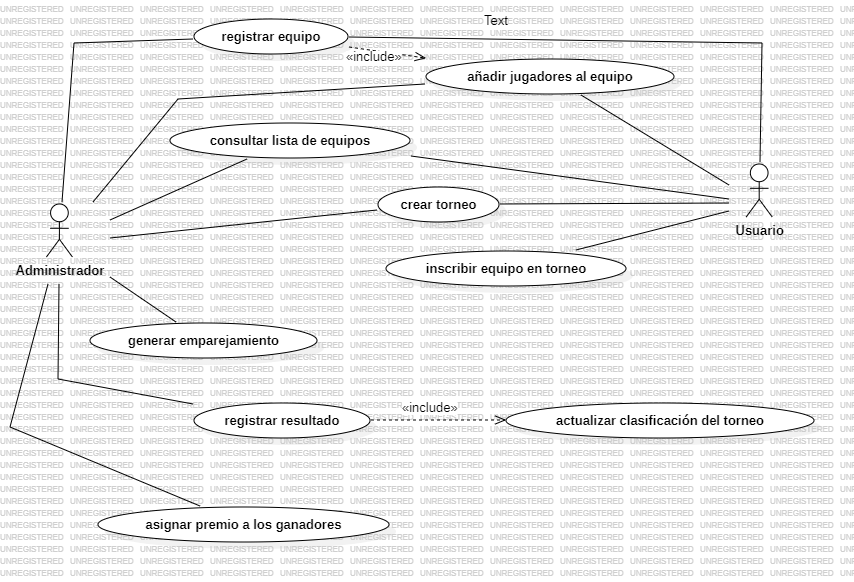 Text
registrar equipo
«include»
añadir jugadores al equipo
consultar lista de equipos
crear torneo
Usuario
inscribir equipo en torneo
Administrador
generar emparejamiento
«include»
registrar resultado
actualizar clasificación del torneo
asignar premio a los ganadores
UNREGISTERED